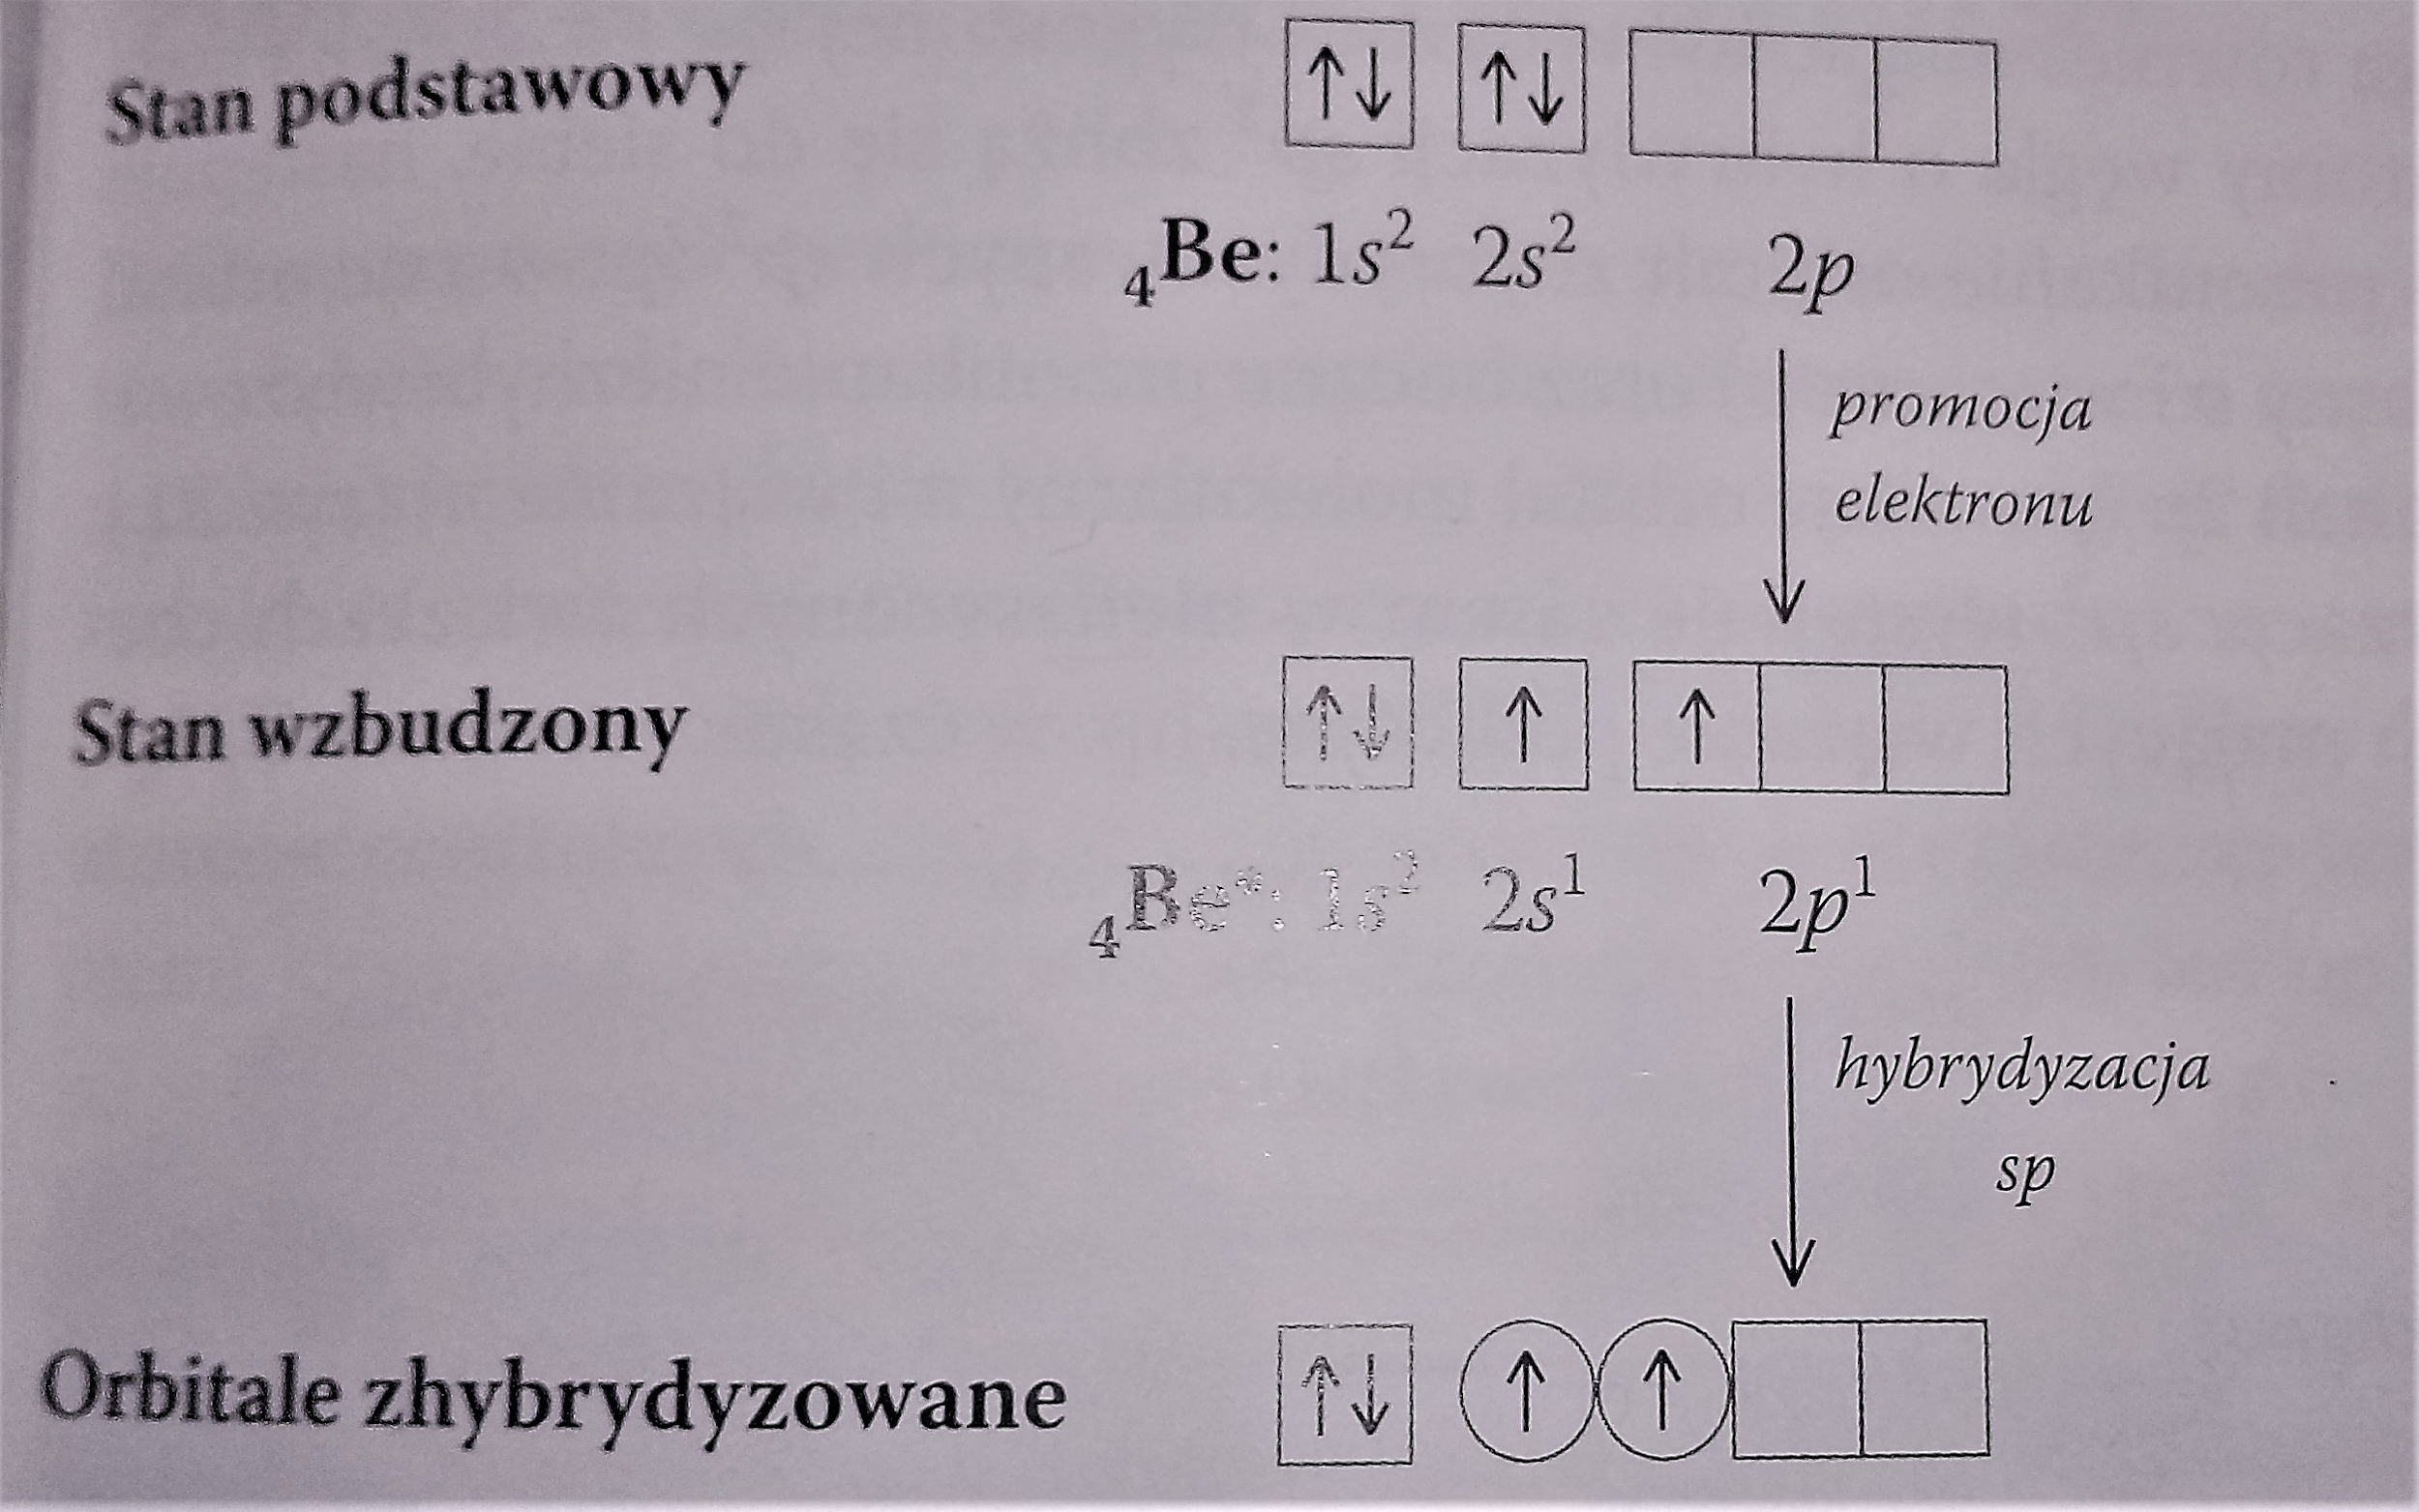 Stan podstawowy
↑↓ ↑↓
₄Be: 1s² 2s² 2p
promocja
elektronu
Stan wzbudzony
↑↓ ↑ ↑
₄Be*: 1s² 2s¹ 2p¹
hybrydyzacja
sp
Orbitale zhybrydyzowane
↑↓ ↑ ↑